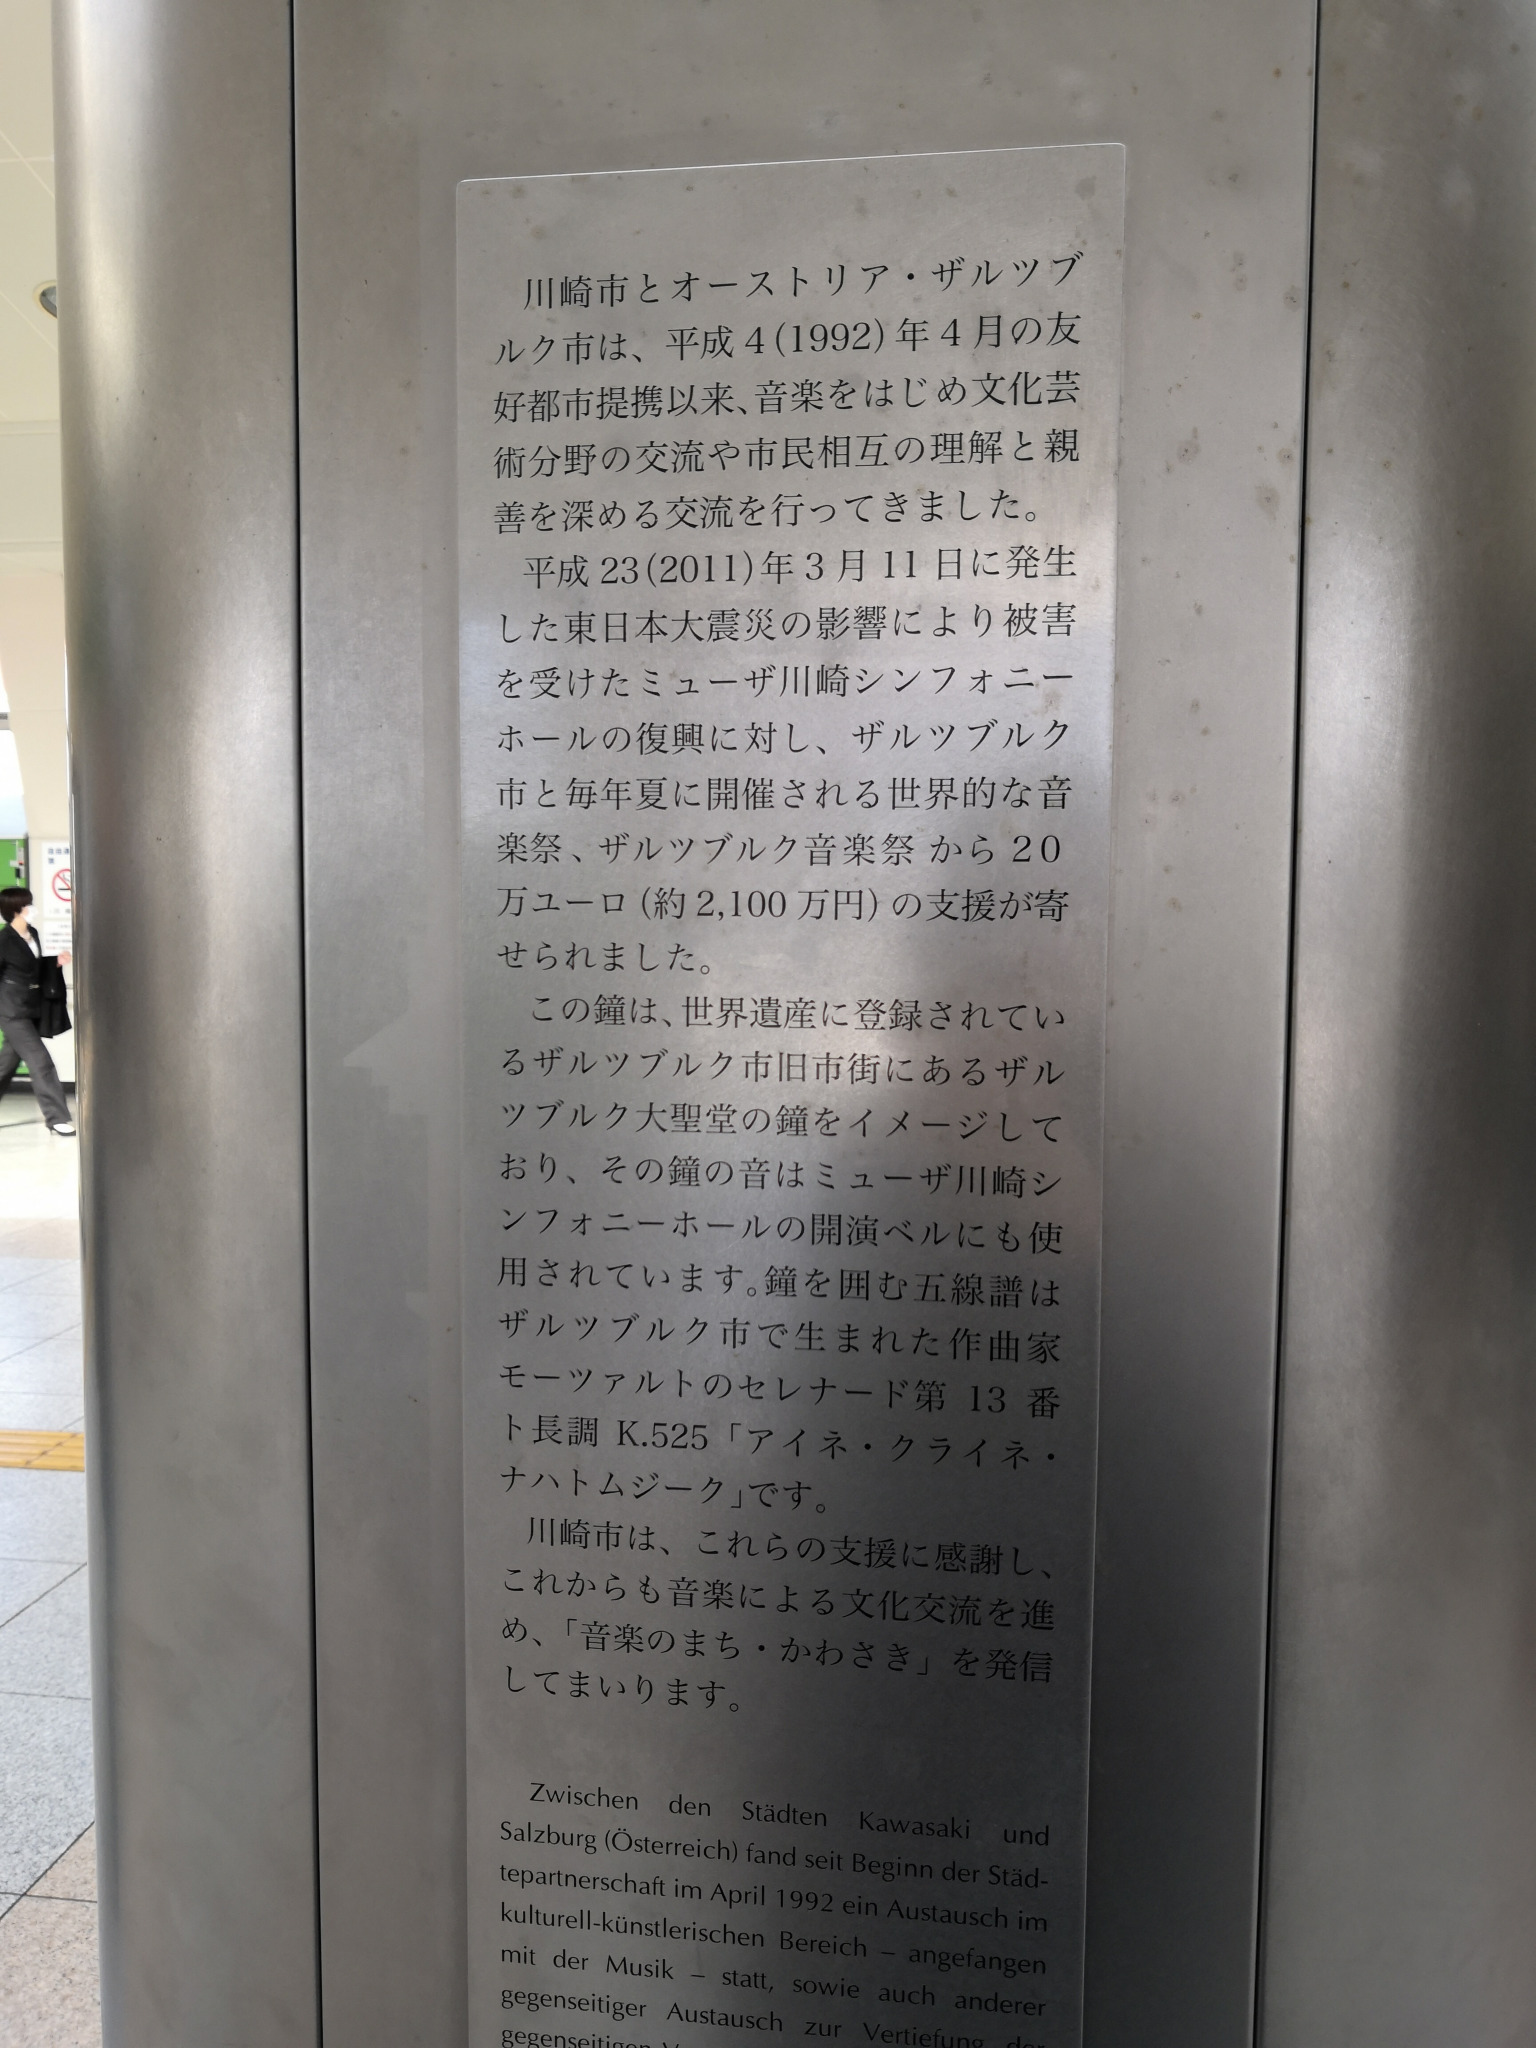 川崎市とオーストリア・ザルツブ
ルク市は、平成4(1992)年4月の友
好都市提携以来、音楽をはじめ文化芸
術分野の交流や市民相互の理解と親
善を深める交流を行ってきました。
平成23(2011)年3月11日に発生
した東日本大震災の影響により被害
を受けたミューザ川崎シンフォニー
ホールの復興に対し、ザルツブルク
市と毎年夏に開催される世界的な音
楽祭、ザルツブルク音楽祭から20
万ユーロ(約2,100万円)の支援が寄
せられました。
この鐘は、世界遺産に登録されてい
るザルツブルク市旧市街にあるザル
ツブルク大聖堂の鐘をイメージして
おり、その鐘の音はミューザ川崎シ
ンフォニーホールの開演ベルにも使
用されています。鐘を囲む五線譜は
ザルツブルク市で生まれた作曲家
モーツァルトのセレナード第13番
ト長調 K.525「アイネ・クライネ・
ナハトムジーク」です。
川崎市は、これらの支援に感謝し、
これからも音楽による文化交流を進
め、「音楽のまち・かわさき」を発信
してまいります。
Zwischen den Städten Kawasaki und
Salzburg (Österreich) fand seit Beginn der Städ-
tepartnerschaft im April 1992 ein Austausch im
kulturell-künstlerischen Bereich – angefangen
mit der Musik – statt, sowie auch anderer
gegenseitiger Austausch zur Vertiefung der
gegenseitigen